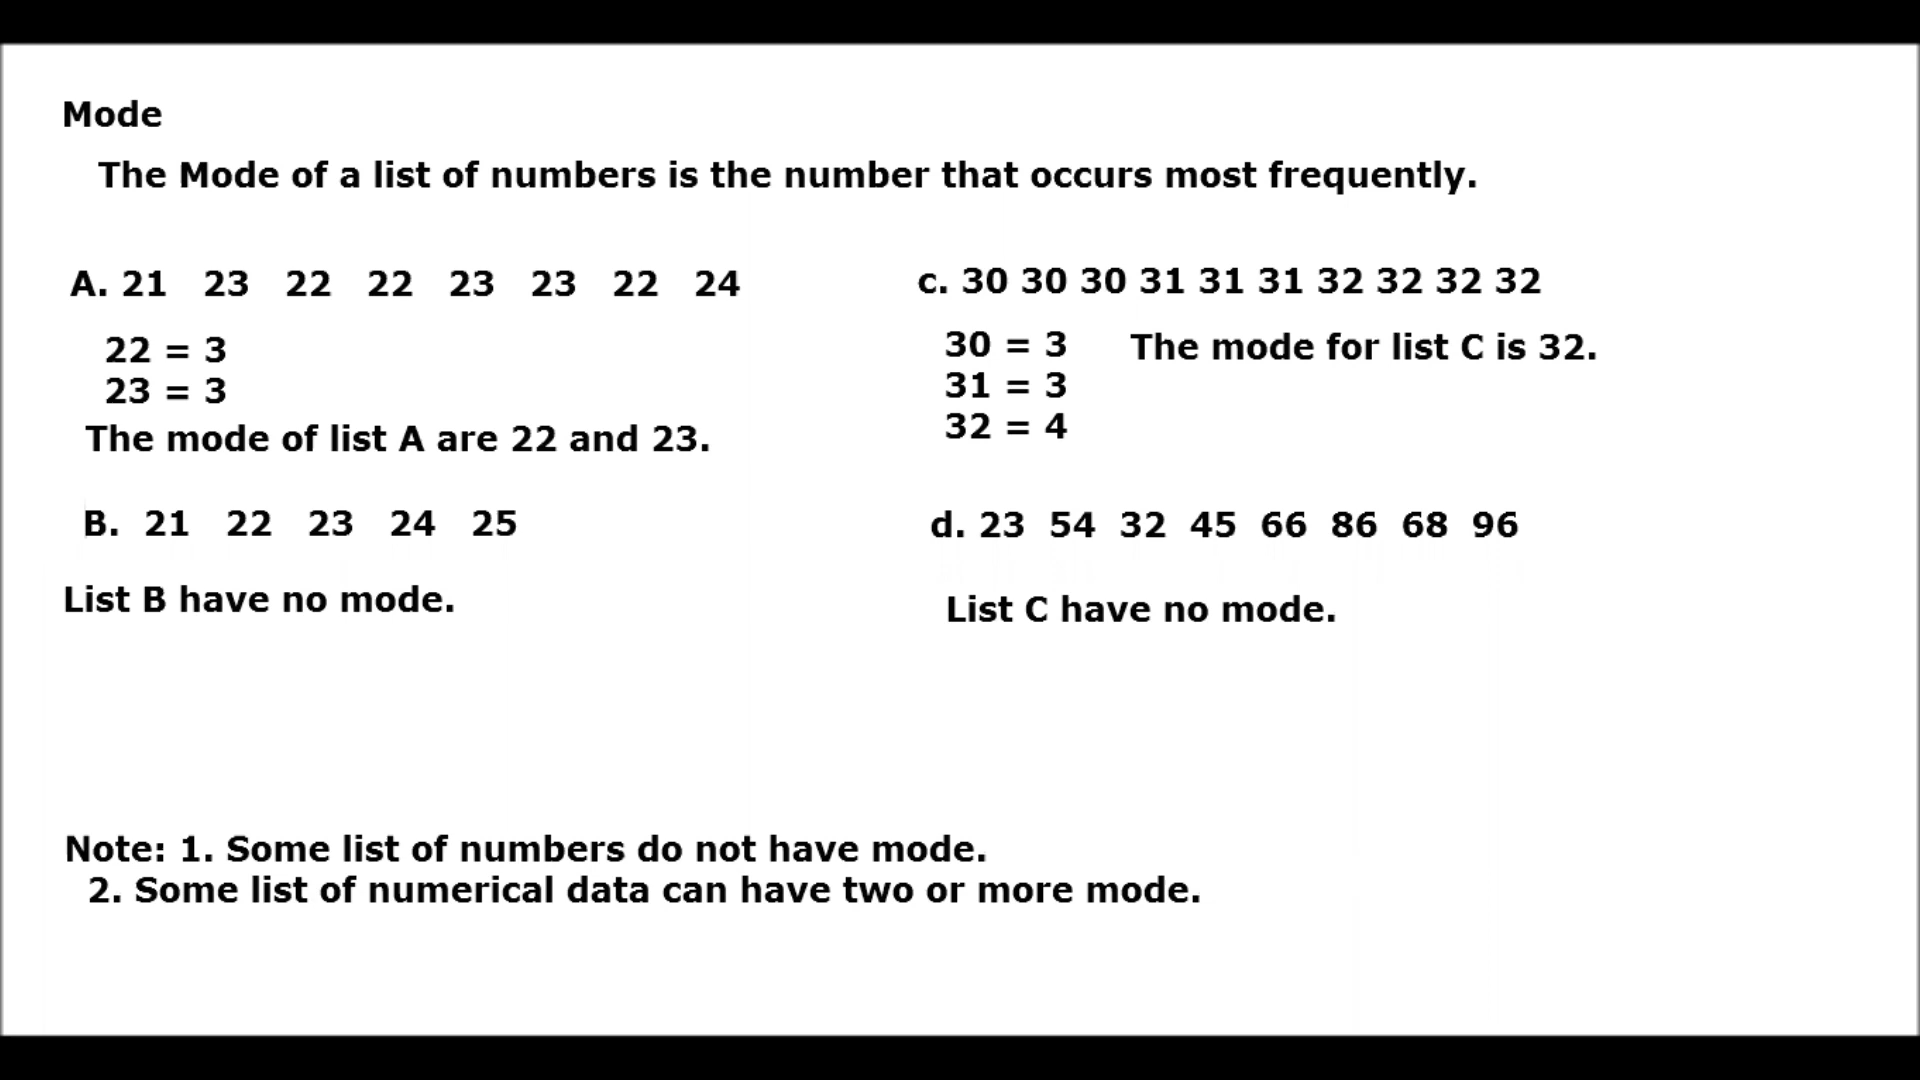 Mode
The Mode of a list of numbers is the number that occurs most frequently.
A. 21 23 22 22 23 23 22 24
22 = 3
23 = 3
The mode of list A are 22 and 23.
B. 21 22 23 24 25
List B have no mode.
c. 30 30 30 31 31 31 32 32 32 32
30 = 3 The mode for list C is 32.
31 = 3
32 = 4
d. 23 54 32 45 66 86 68 96
List C have no mode.
Note: 1. Some list of numbers do not have mode.
2. Some list of numerical data can have two or more mode.